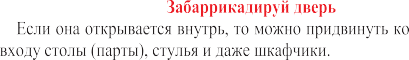 Забаррикадируй дверь
Если она открывается внутрь, то можно придвинуть ко
входу столы (парты), стулья и даже шкафчики.